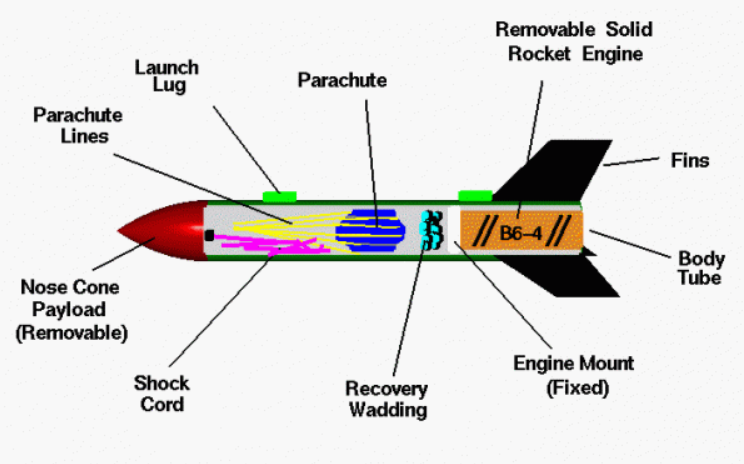 Removable Solid
Rocket Engine
Launch
Lug
Parachute
Parachute
Lines
Fins
B6-4
Body
Tube
Nose Cone
Payload
(Removable)
Engine Mount
(Fixed)
Shock
Cord
Recovery
Wadding